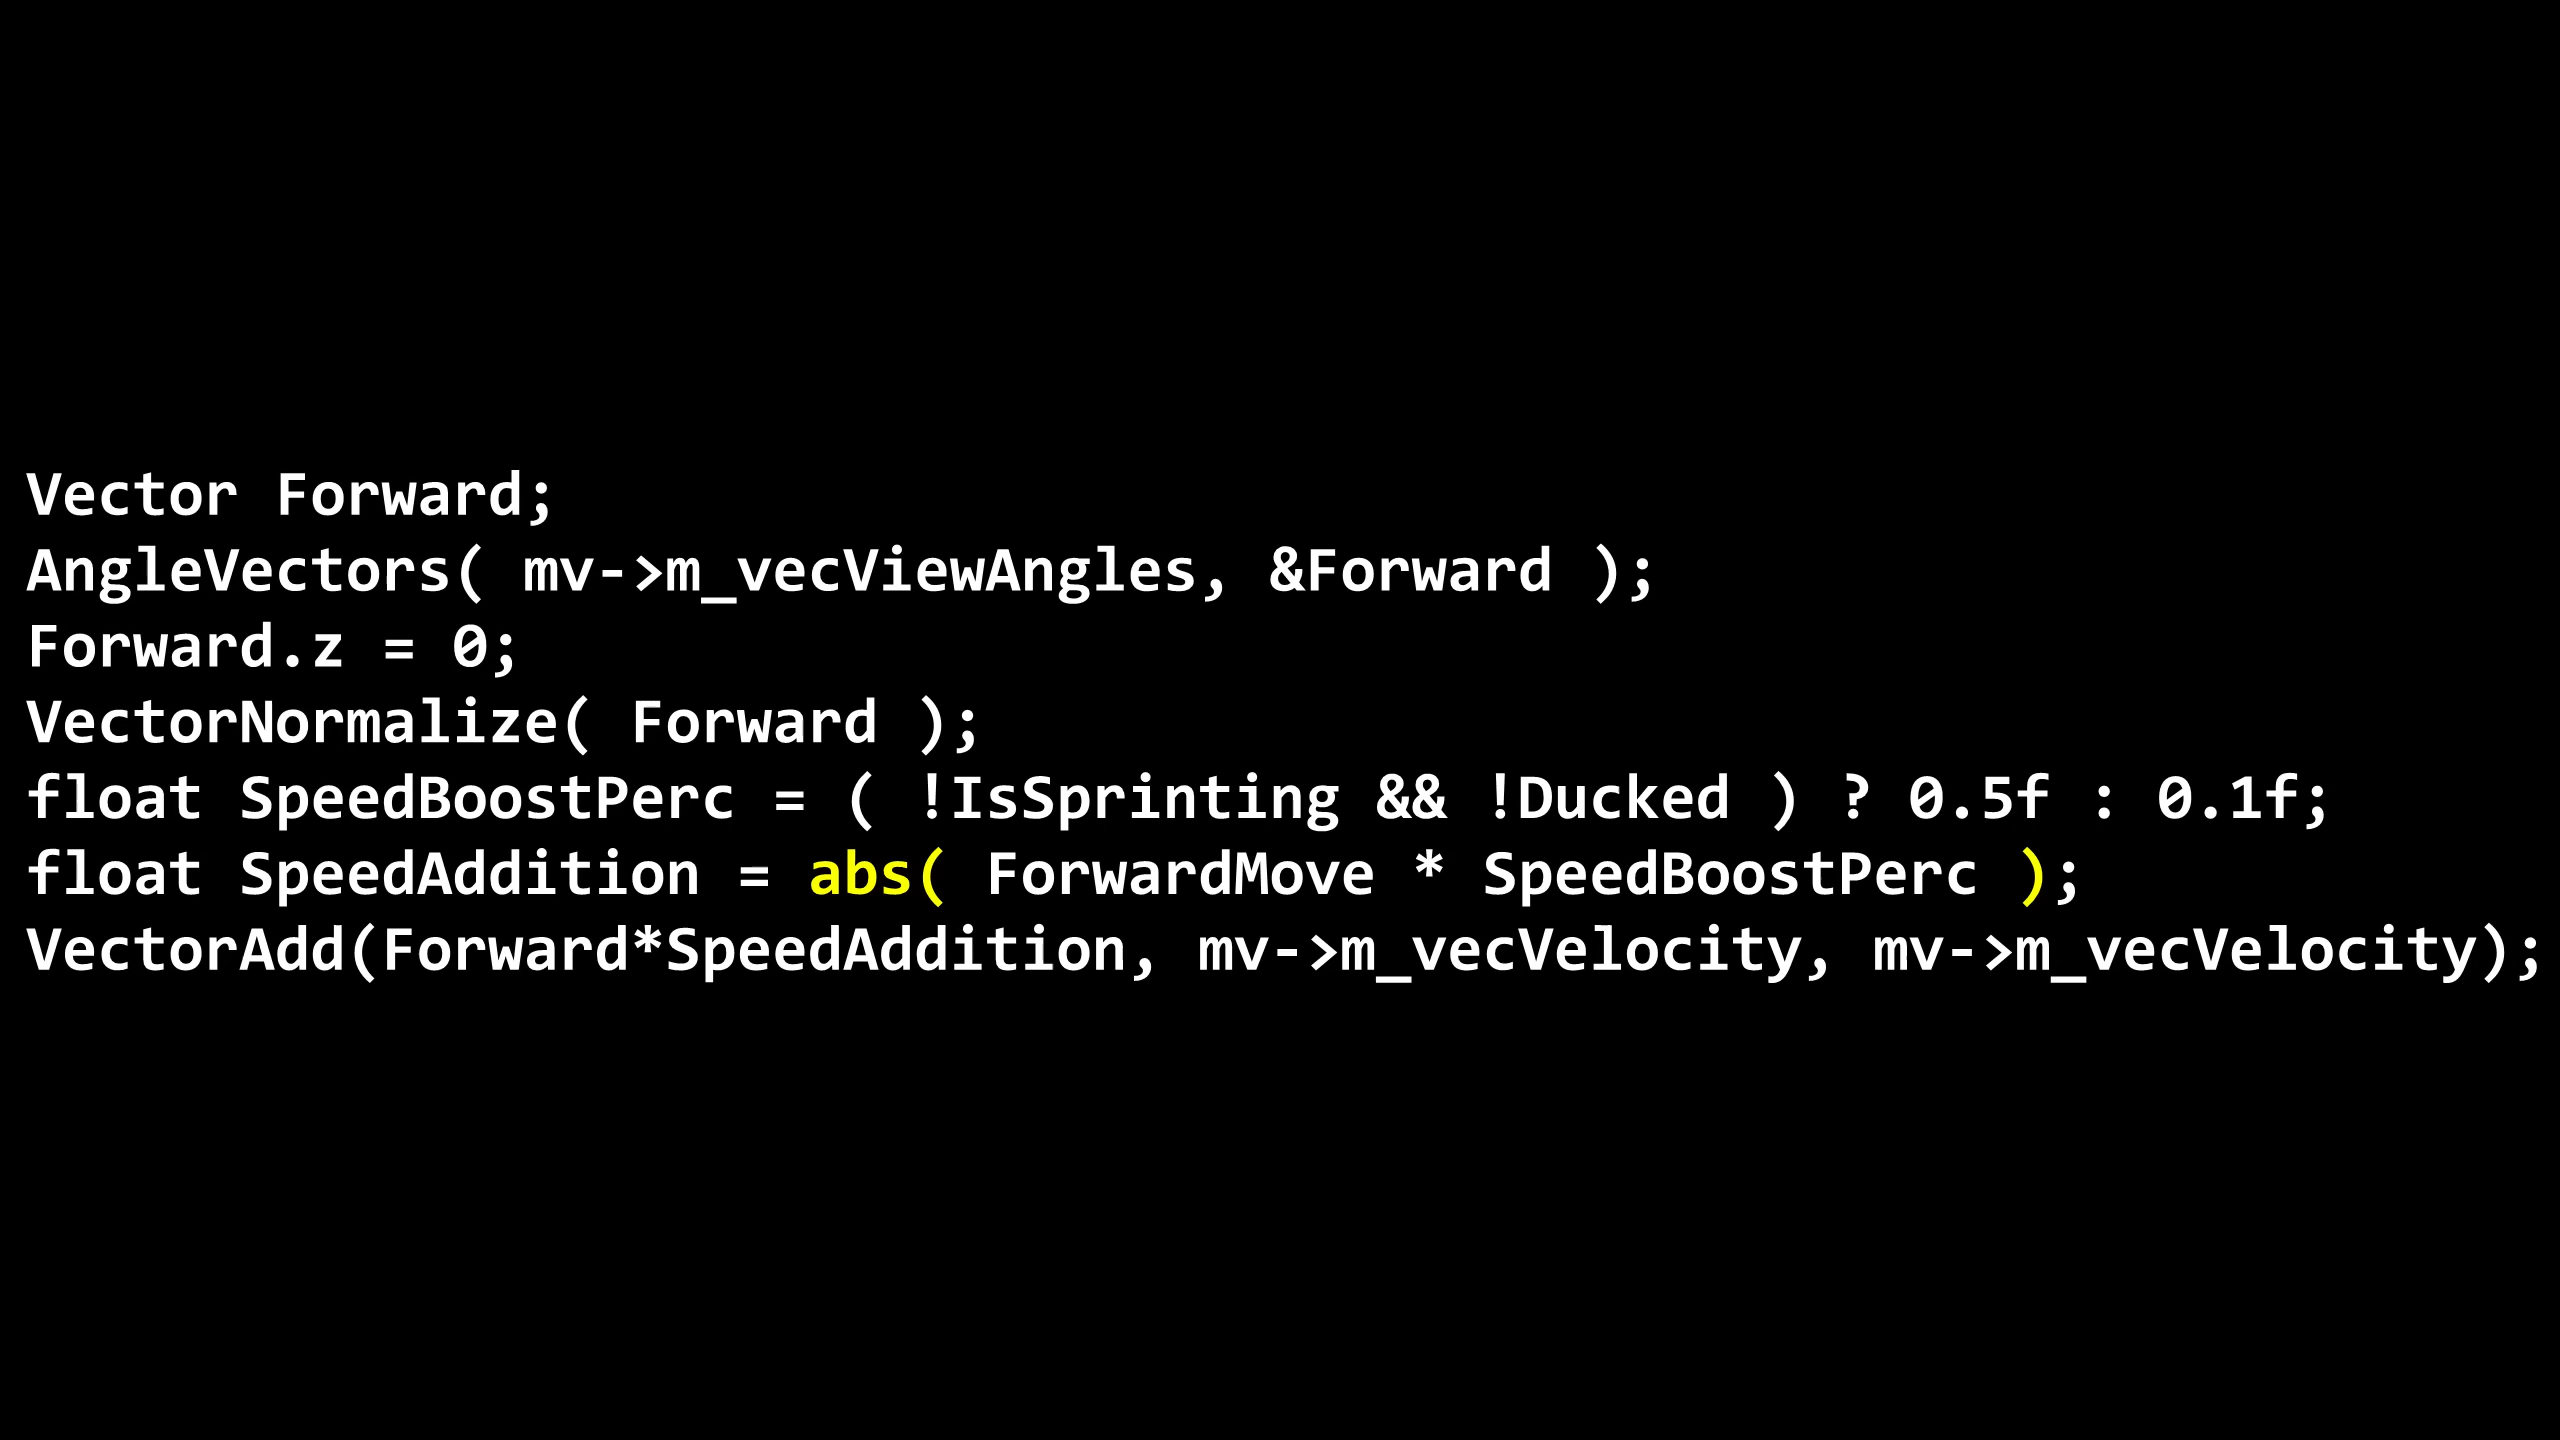 Vector Forward;
AngleVectors( mv->m_vecViewAngles, &Forward );
Forward.z = 0;
VectorNormalize( Forward );
float SpeedBoostPerc = ( !IsSprinting && !Ducked ) ? 0.5f : 0.1f;
float SpeedAddition = abs( ForwardMove * SpeedBoostPerc );
VectorAdd(Forward*SpeedAddition, mv->m_vecVelocity, mv->m_vecVelocity);